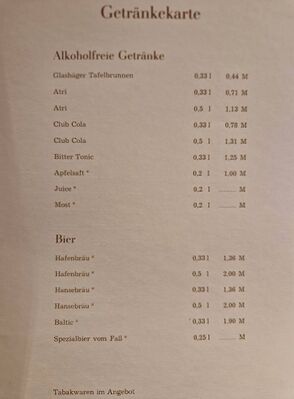 Getränkekarte
Alkoholfreie Getränke
Glashäger Tafelbrunnen 0,33 l 0,44 M
Atri 0,33 l 0,71 M
Atri 0,5 l 1,13 M
Club Cola 0,33 l 0,78 M
Club Cola 0,5 l 1,31 M
Bitter Tonic 0,33 l 1,25 M
Apfelsaft * 0,2 l 1,00 M
Juice * 0,2 l ........ M
Most * 0,2 l ........ M
Bier
Hafenbräu * 0,33 l 1,36 M
Hafenbräu * 0,5 l 2,00 M
Hansebräu * 0,33 l 1,36 M
Hansebräu * 0,5 l 2,00 M
Baltic * 0,33 l 1,90 M
Spezialbier vom Faß * 0,25 l ........ M
Tabakwaren im Angebot